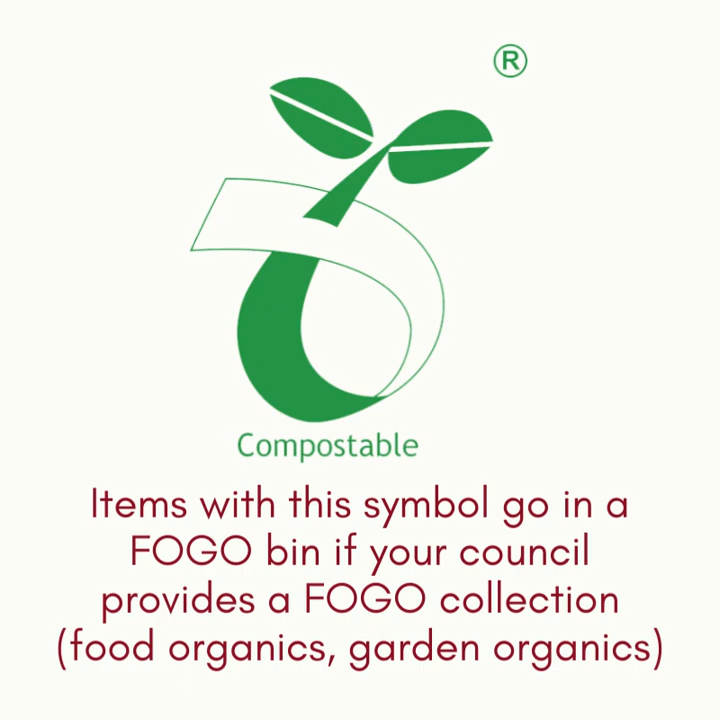 ®
Compostable
Items with this symbol go in a
FOGO bin if your council
provides a FOGO collection
(food organics, garden organics)